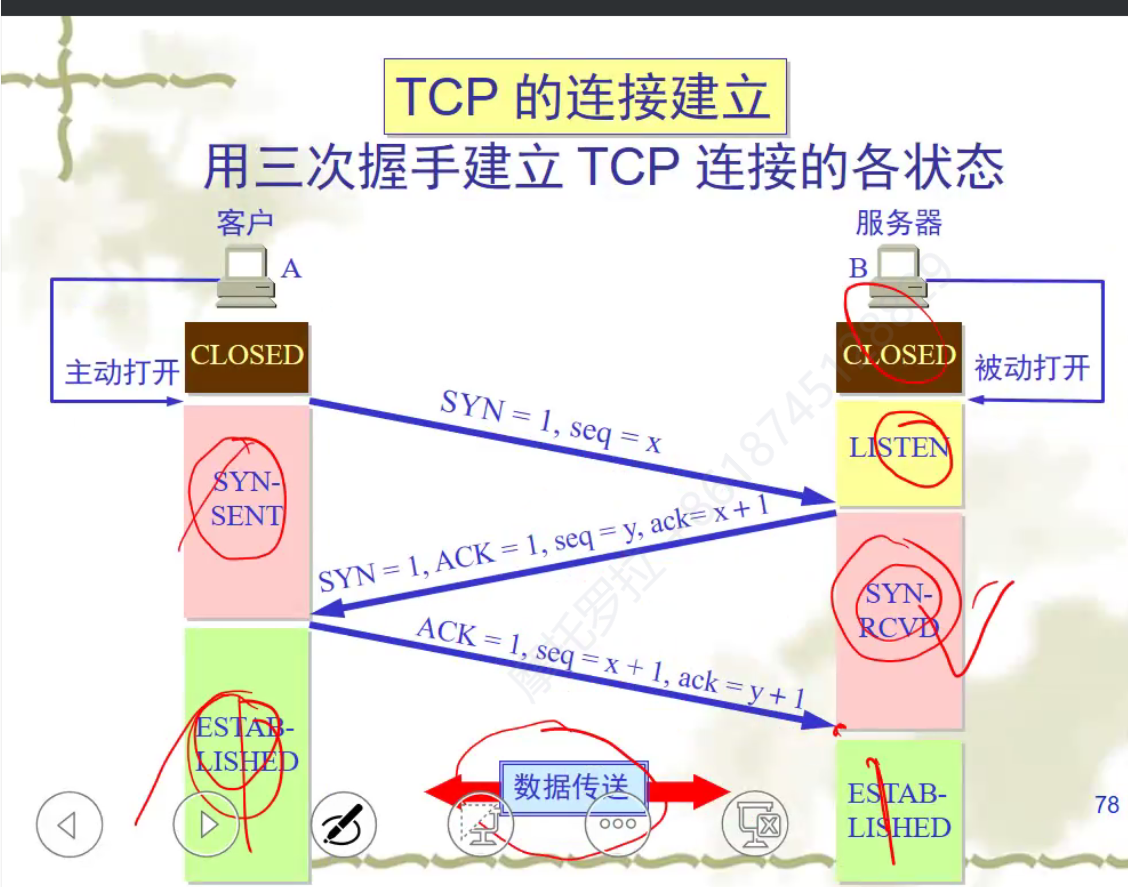 TCP 的连接建立
用三次握手建立 TCP 连接的各状态
客户
服务器
A
B
CLOSED
CLOSED
主动打开
被动打开
SYN = 1, seq = x
LISTEN
SYN-
SENT
SYN = 1, ACK = 1, seq = y, ack= x + 1
SYN-
RCVD
ACK = 1, seq = x + 1, ack = y + 1
ESTAB-
LISHED
数据传送
ESTAB-
LISHED
78